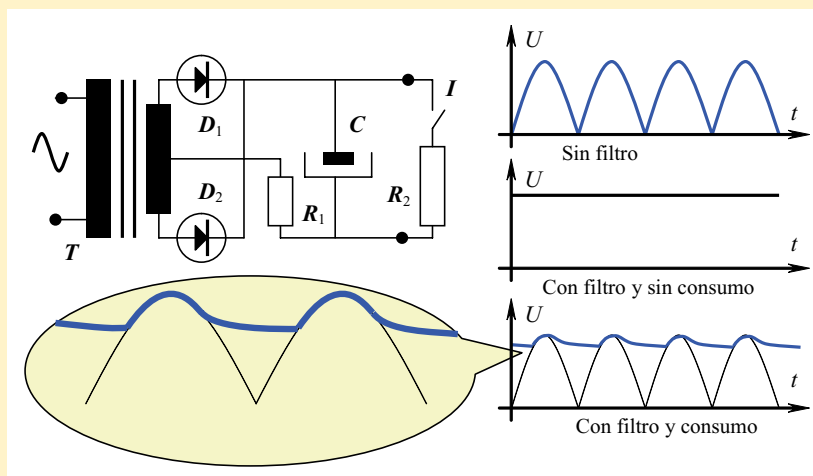 D1
I
C
D2
R1
R2
T
U
t
Sin filtro
U
t
Con filtro y sin consumo
U
t
Con filtro y consumo